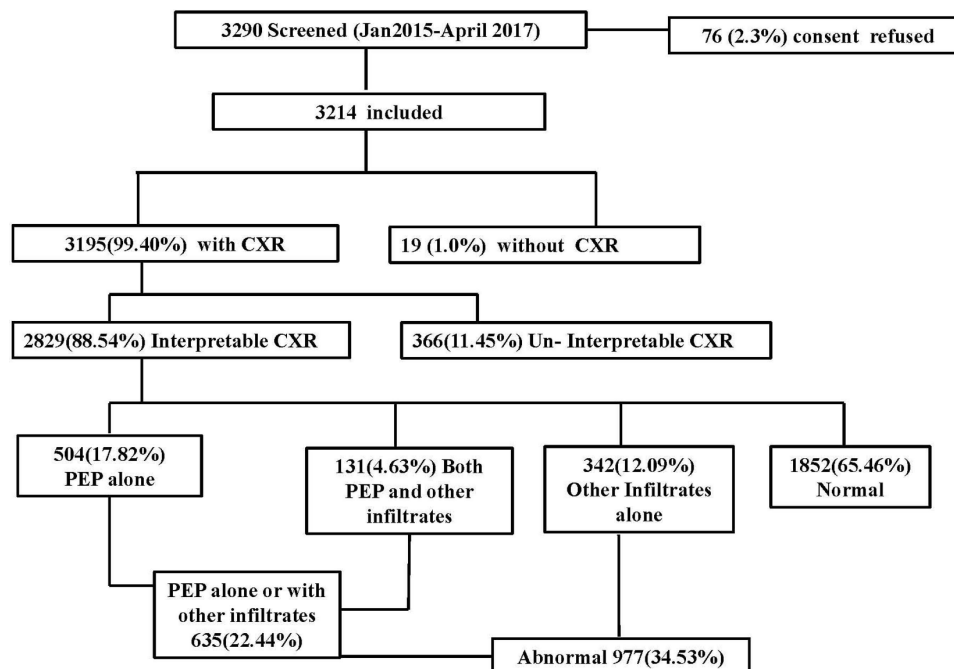 3290 Screened (Jan2015-April 2017)
76 (2.3%) consent refused
3214 included
3195(99.40%) with CXR
19 (1.0%) without CXR
2829(88.54%) Interpretable CXR
366(11.45%) Un- Interpretable CXR
504(17.82%)
PEP alone
131(4.63%) Both
PEP and other
infiltrates
342(12.09%)
Other Infiltrates
alone
1852(65.46%)
Normal
PEP alone or with
other infiltrates
635(22.44%)
Abnormal 977(34.53%)